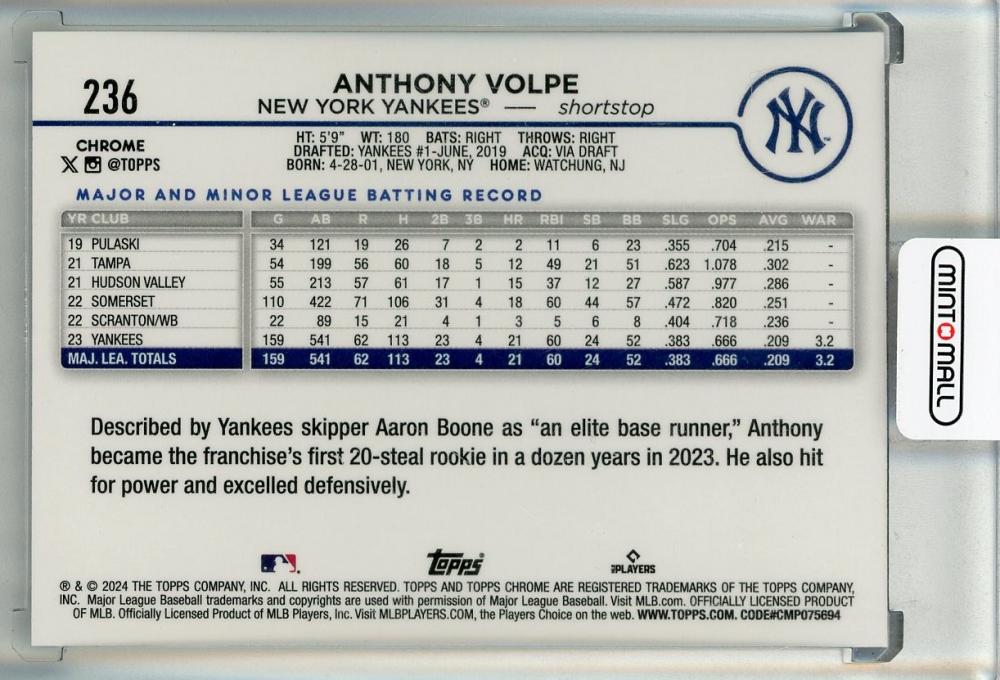 236
ANTHONY VOLPE
NEW YORK YANKEES® — shortstop
NY
CHROME
X @TOPPS
HT: 5'9" WT: 180 BATS: RIGHT THROWS: RIGHT
DRAFTED: YANKEES #1-JUNE, 2019 ACQ: VIA DRAFT
BORN: 4-28-01, NEW YORK, NY HOME: WATCHUNG, NJ
MAJOR AND MINOR LEAGUE BATTING RECORD
YR CLUB G AB R H 2B 3B HR RBI SB BB SLG OPS AVG WAR
19 PULASKI 34 121 19 26 7 2 2 11 6 23 .355 .704 .215 -
21 TAMPA 54 199 56 60 18 5 12 49 21 51 .623 1.078 .302 -
21 HUDSON VALLEY 55 213 57 61 17 1 15 37 12 27 .587 .977 .286 -
22 SOMERSET 110 422 71 106 31 4 18 60 44 57 .472 .820 .251 -
22 SCRANTON/WB 22 89 15 21 4 1 3 5 6 8 .404 .718 .236 -
23 YANKEES 159 541 62 113 23 4 21 60 24 52 .383 .666 .209 3.2
MAJ. LEA. TOTALS 159 541 62 113 23 4 21 60 24 52 .383 .666 .209 3.2
MINTOMALL
Described by Yankees skipper Aaron Boone as “an elite base runner,” Anthony
became the franchise’s first 20-steal rookie in a dozen years in 2023. He also hit
for power and excelled defensively.
topps
PLAYERS
® & © 2024 THE TOPPS COMPANY, INC. ALL RIGHTS RESERVED. TOPPS AND TOPPS CHROME ARE REGISTERED TRADEMARKS OF THE TOPPS COMPANY,
INC. Major League Baseball trademarks and copyrights are used with permission of Major League Baseball. Visit MLB.com. OFFICIALLY LICENSED PRODUCT
OF MLB. Officially Licensed Product of MLB Players, Inc. Visit MLBPLAYERS.COM, the Players Choice on the web. WWW.TOPPS.COM. CODE#CMP075694